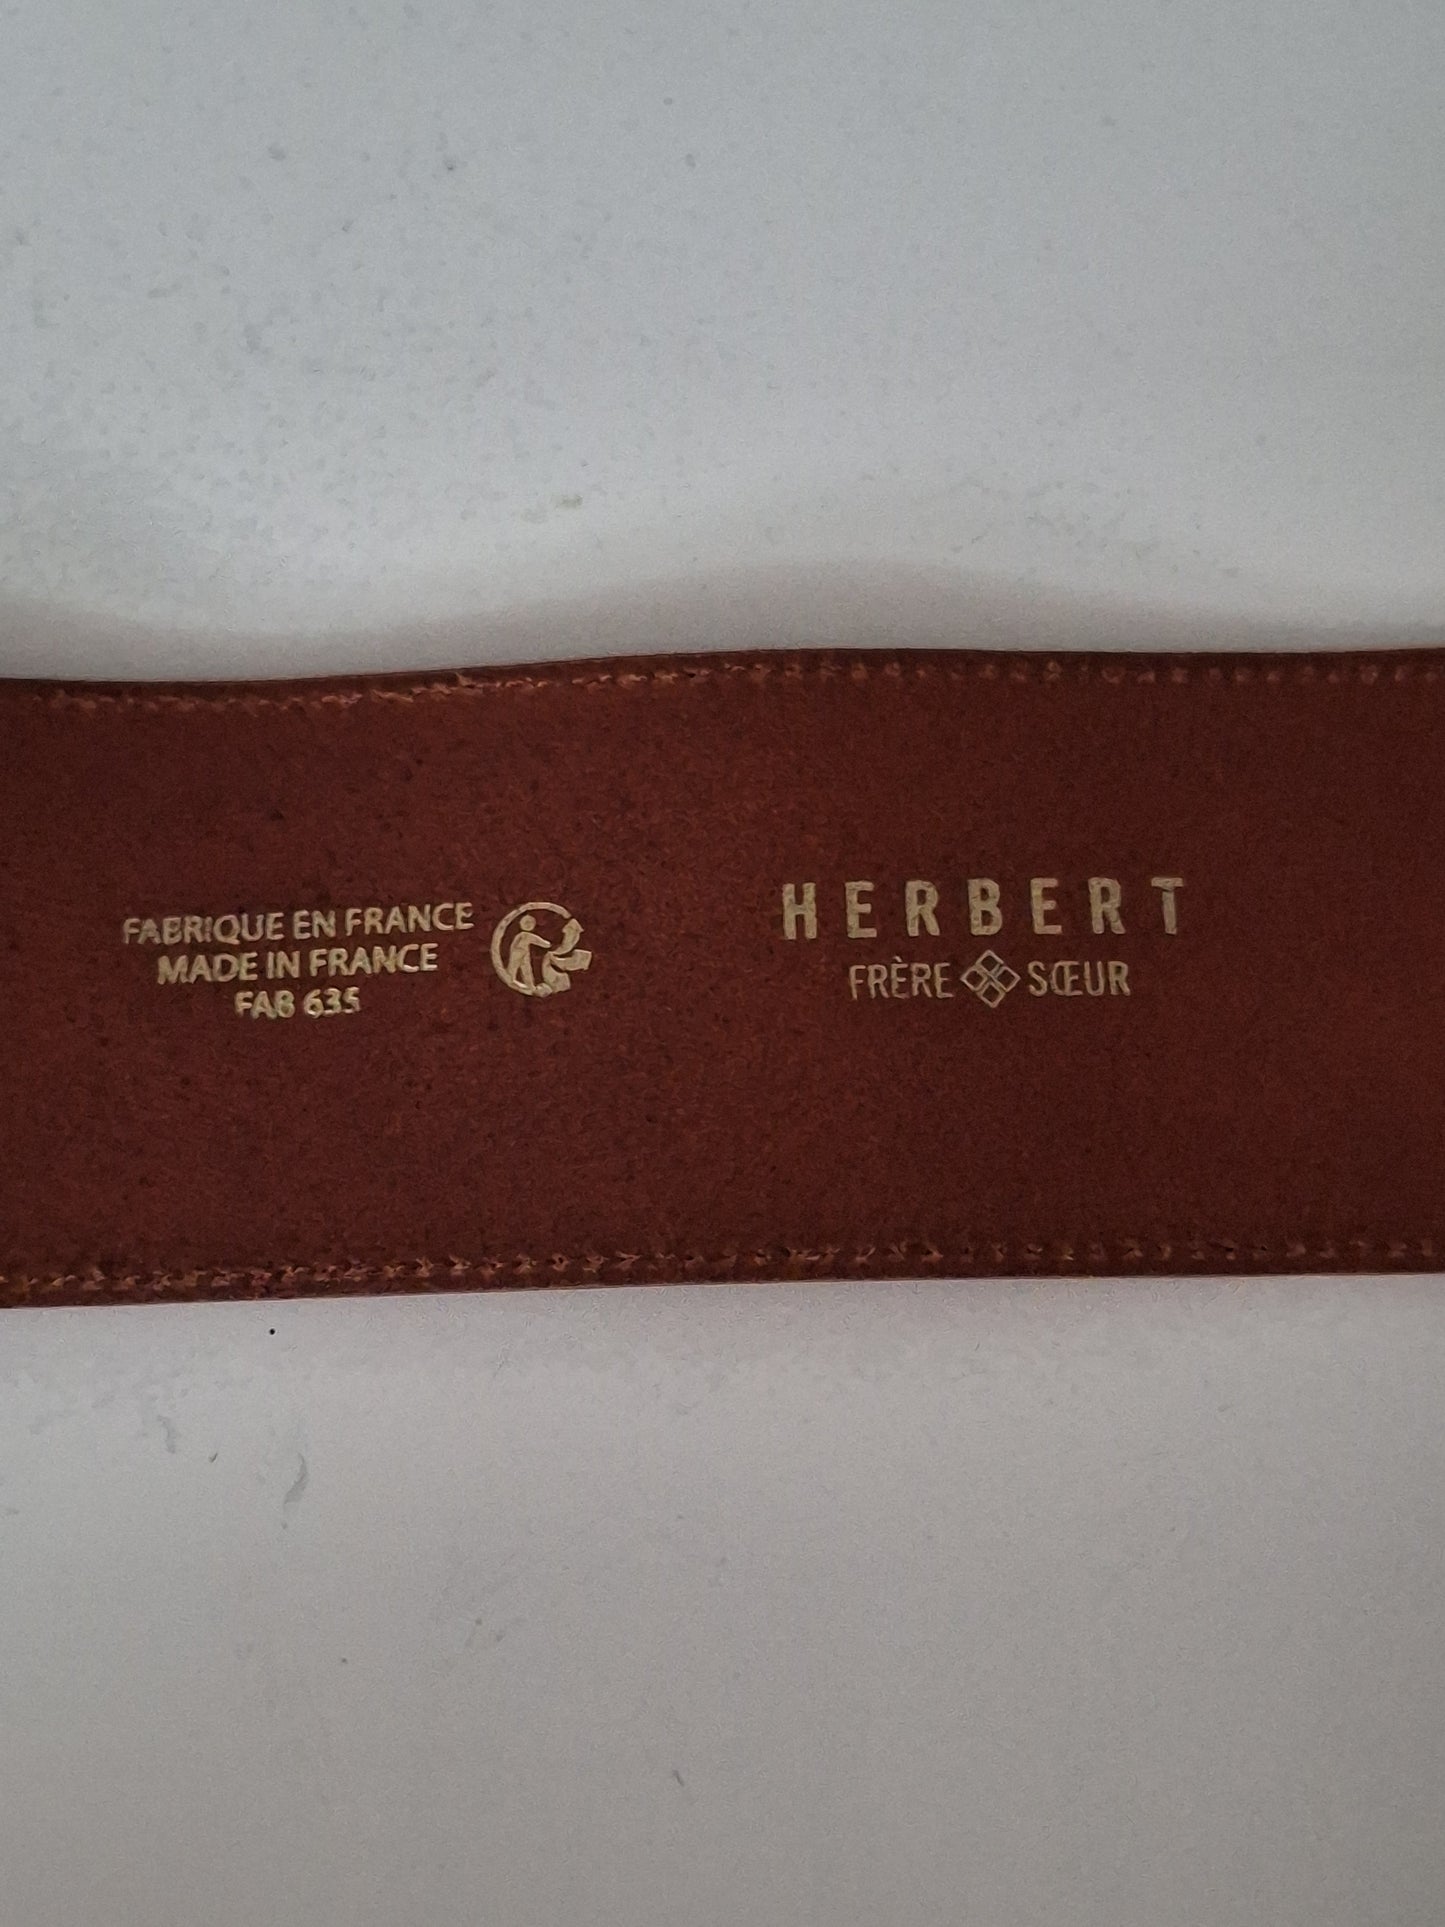 FABRIQUE EN FRANCE
MADE IN FRANCE
FAB 635
HERBERT
FRÈRE SŒUR